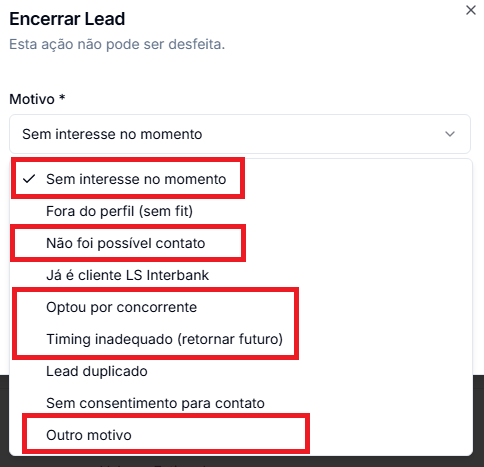 Encerrar Lead
Esta ação não pode ser desfeita.
Motivo *
Sem interesse no momento
Sem interesse no momento
Fora do perfil (sem fit)
Não foi possível contato
Já é cliente LS Interbank
Optou por concorrente
Timing inadequado (retornar futuro)
Lead duplicado
Sem consentimento para contato
Outro motivo